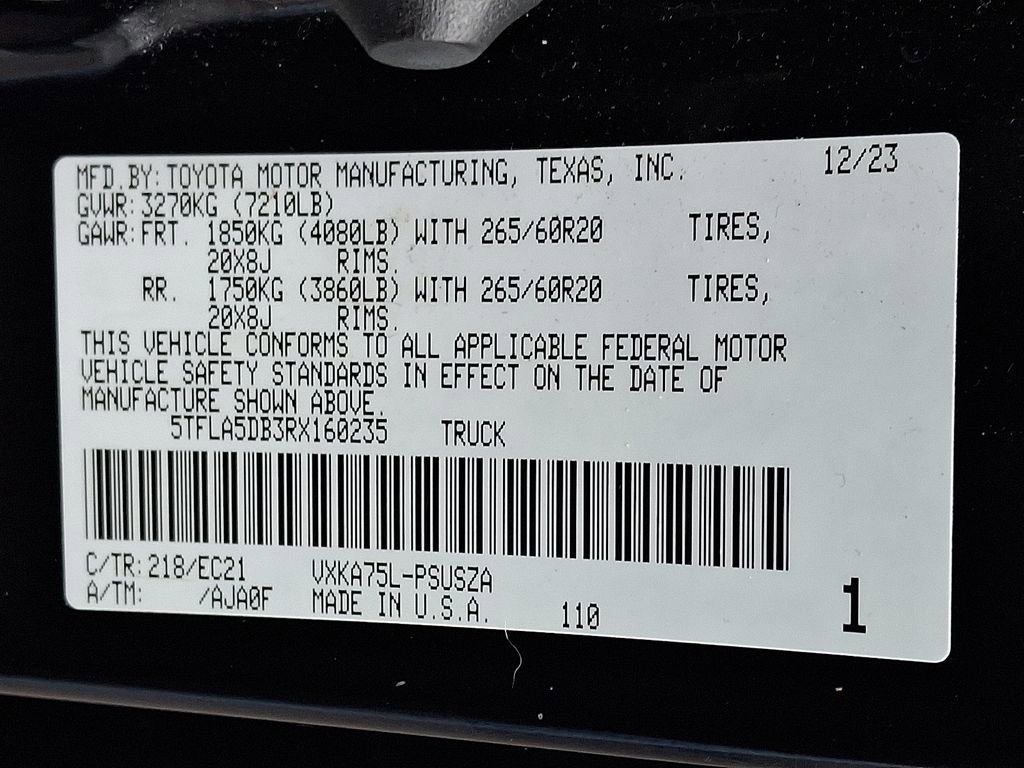 MFD.BY: TOYOTA MOTOR MANUFACTURING, TEXAS, INC. 12/23
GVWR: 3270KG (7210LB)
GAWR: FRT. 1850KG (4080LB) WITH 265/60R20 TIRES,
20X8J RIMS.
RR. 1750KG (3860LB) WITH 265/60R20 TIRES,
20X8J RIMS.
THIS VEHICLE CONFORMS TO ALL APPLICABLE FEDERAL MOTOR
VEHICLE SAFETY STANDARDS IN EFFECT ON THE DATE OF
MANUFACTURE SHOWN ABOVE.
5TFLA5DB3RX160235 TRUCK
C/TR: 218/EC21 VXKA75L-PSUSZA
A/TM: /AJA0F MADE IN U.S.A. 110 1